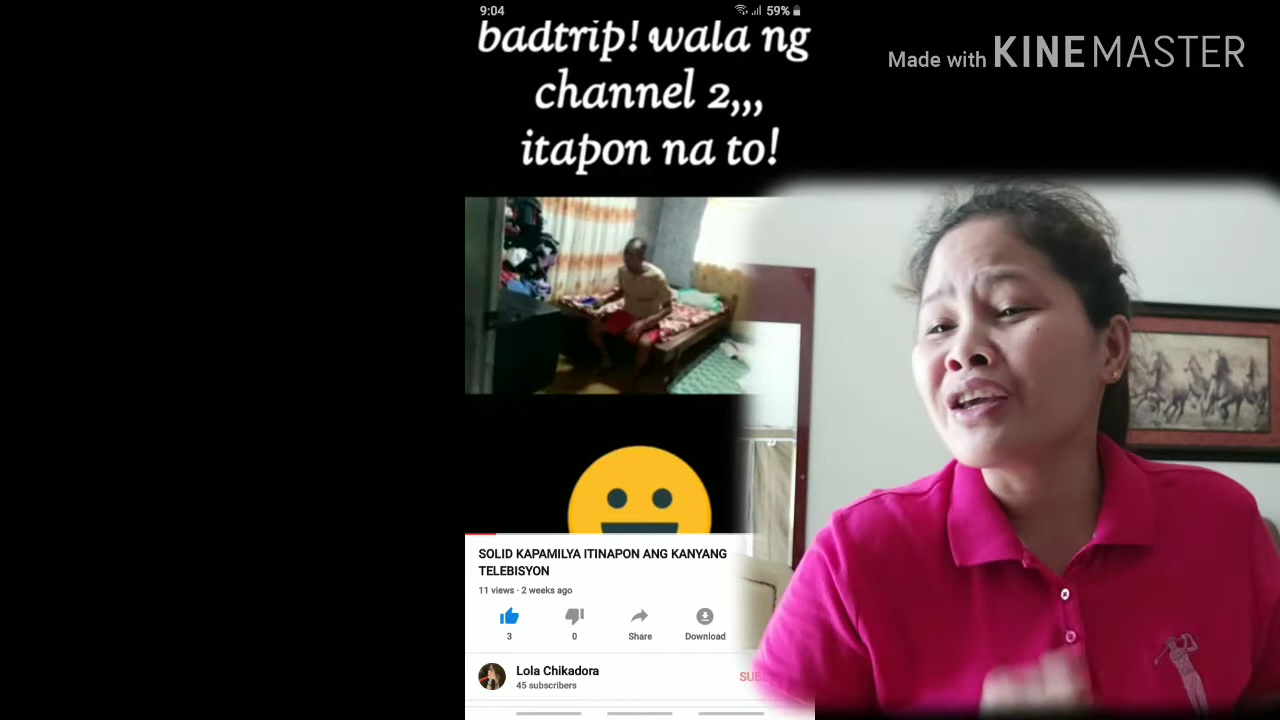 9:04
59%
badtrip! wala ng
channel 2,,,
itapon na to!
Made with KINEMASTER
SOLID KAPAMILYA ITINAPON ANG KANYANG
TELEBISYON
11 views · 2 weeks ago
3
0
Share
Download
Lola Chikadora
45 subscribers